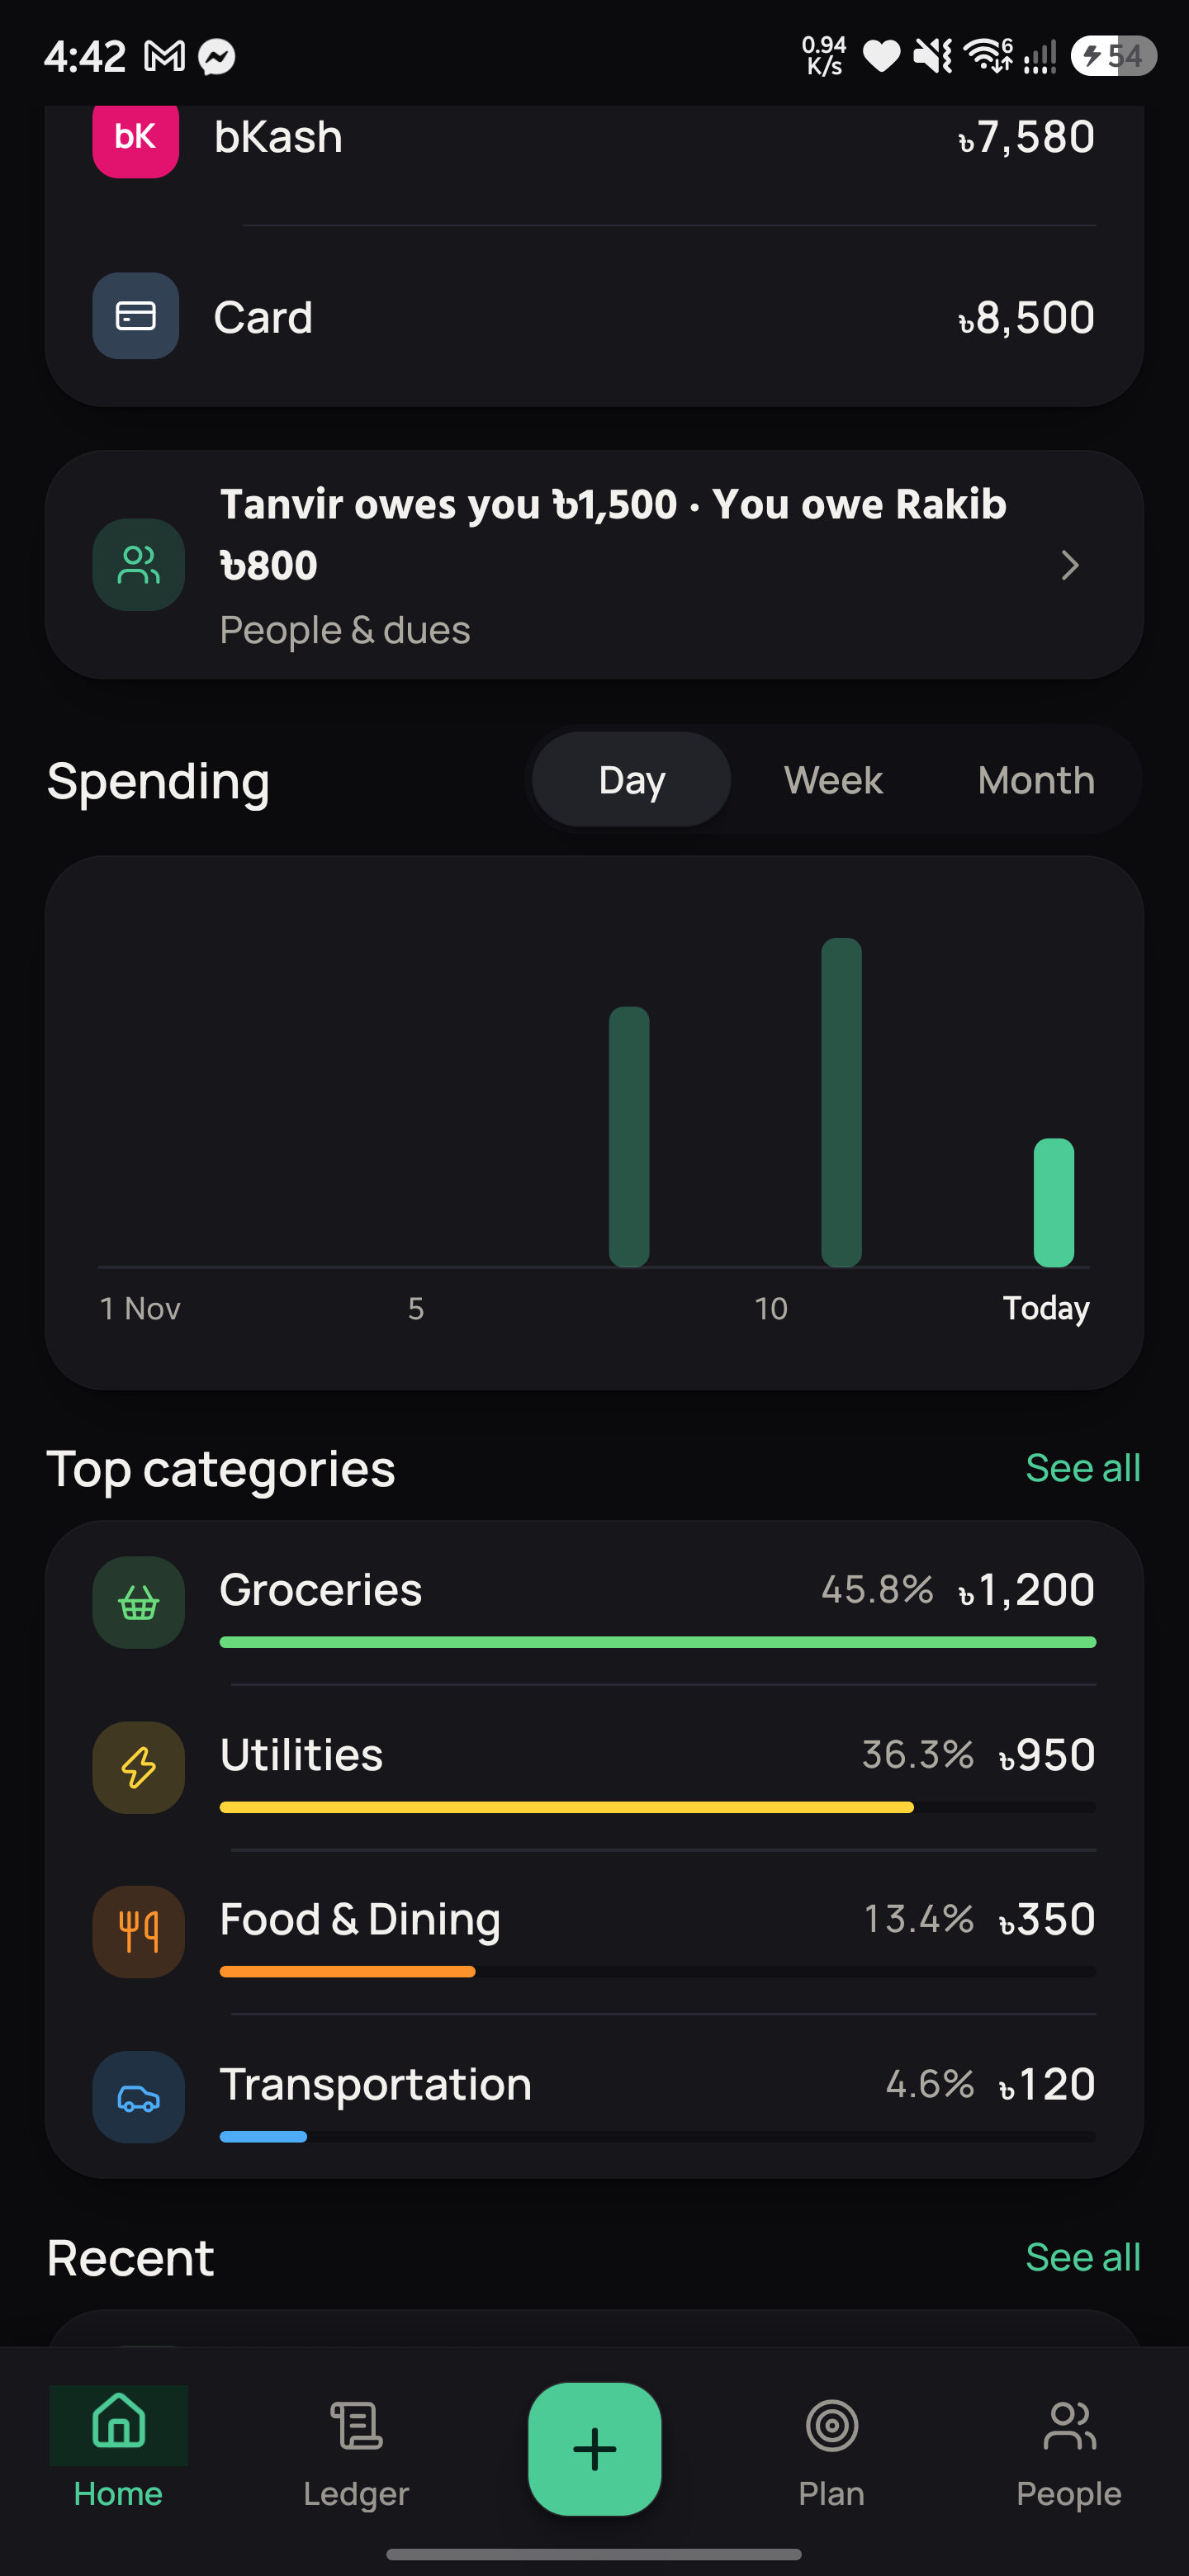 4:42
0.94
K/s
6
54
bK
bKash
৳7,580
Card
৳8,500
Tanvir owes you ৳1,500 · You owe Rakib
৳800
People & dues
Spending
Day
Week
Month
1 Nov
5
10
Today
Top categories
See all
Groceries
45.8%
৳1,200
Utilities
36.3%
৳950
Food & Dining
13.4%
৳350
Transportation
4.6%
৳120
Recent
See all
Home
Ledger
Plan
People